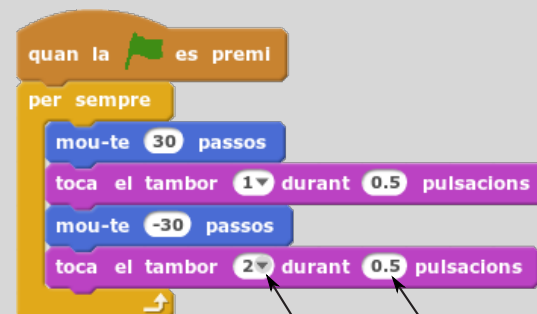 quan la es premi
per sempre
mou-te 30 passos
toca el tambor 1 durant 0.5 pulsacions
mou-te -30 passos
toca el tambor 2 durant 0.5 pulsacions